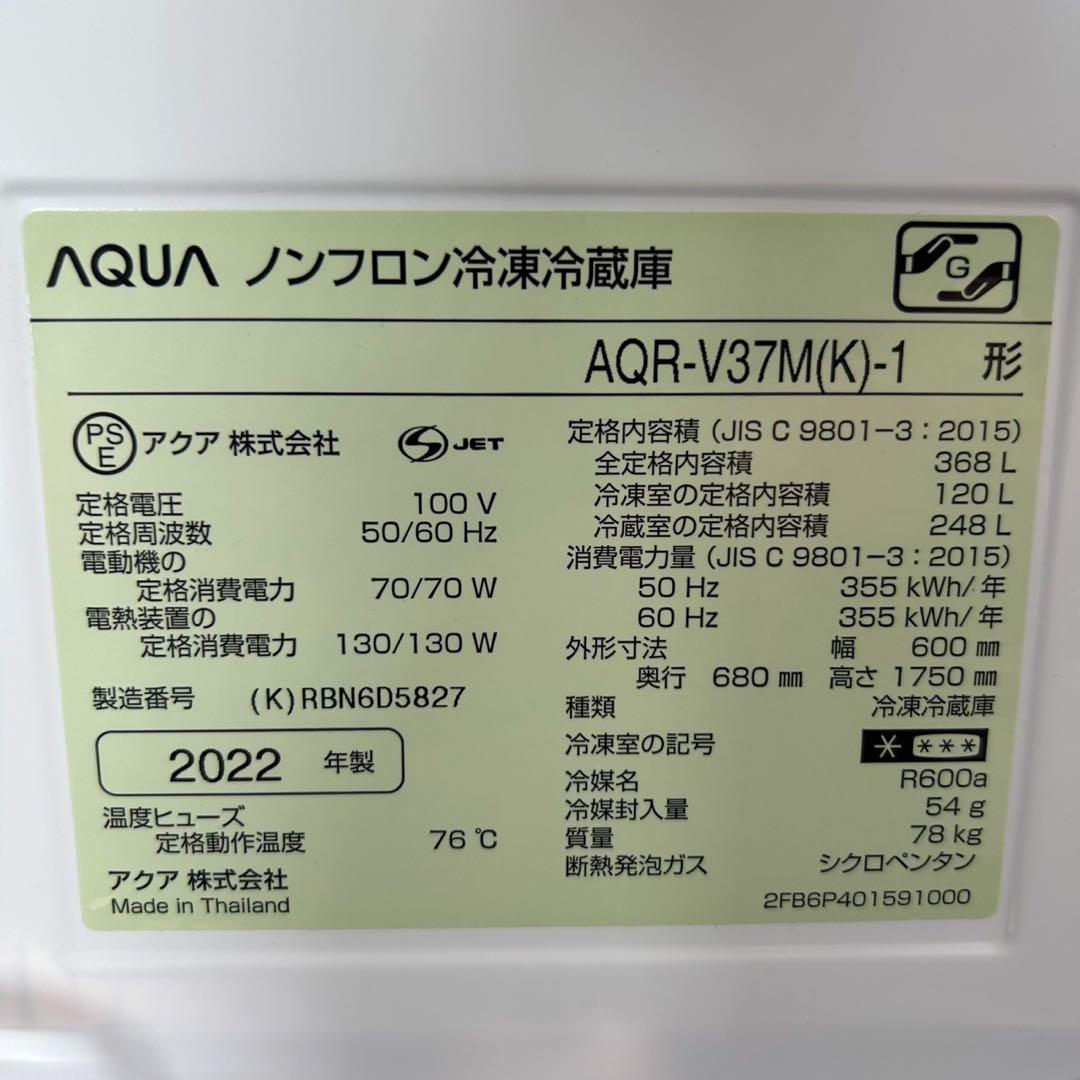 AQUA ノンフロン冷凍冷蔵庫
G
AQR-V37M(K)-1 形
PSE アクア 株式会社 S JET
定格電圧 100 V
定格周波数 50/60 Hz
電動機の
定格消費電力 70/70 W
電熱装置の
定格消費電力 130/130 W
製造番号 (K)RBN6D5827
2022 年製
温度ヒューズ
定格動作温度 76 ℃
アクア 株式会社
Made in Thailand
定格内容積 (JIS C 9801-3:2015)
全定格内容積 368 L
冷凍室の定格内容積 120 L
冷蔵室の定格内容積 248 L
消費電力量 (JIS C 9801-3:2015)
50 Hz 355 kWh/年
60 Hz 355 kWh/年
外形寸法 幅 600 ㎜
奥行 680 ㎜ 高さ 1750 ㎜
種類 冷凍冷蔵庫
冷凍室の記号 * ***
冷媒名 R600a
冷媒封入量 54 g
質量 78 kg
断熱発泡ガス シクロペンタン
2FB6P401591000